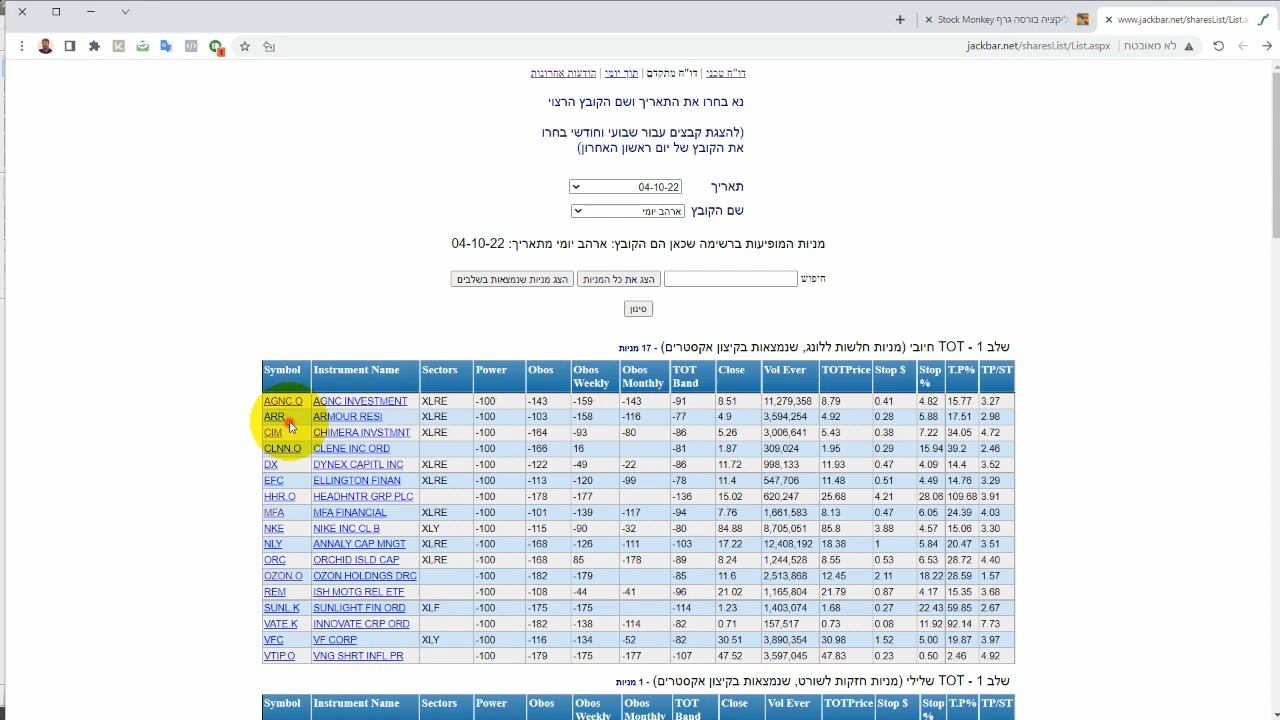 Stock Monkey ליקציה בורסה גרף
www.jackbar.net/sharesList/List.a
jackbar.net/sharesList/List.aspx לא מאובטח
דו"ח טכני | דו"ח מתקדם | תוך יומי | הודעות אחרונות
נא בחרו את התאריך ושם הקובץ הרצוי
(להצגת קבצים עבור שבועי וחודשי בחרו
את הקובץ של יום ראשון האחרון)
תאריך 04-10-22
שם הקובץ ארהב יומי
מניות המופיעות ברשימה שכאן הם הקובץ: ארהב יומי מתאריך: 04-10-22
חיפוש הצג את כל המניות הצג מניות שנמצאות בשלבים
סינון
שלב 1 - TOT חיובי (מניות חלשות ללונג, שנמצאות בקיצון אקסטרים) - 17 מניות
Symbol Instrument Name Sectors Power Obos Obos Weekly Obos Monthly TOT Band Close Vol Ever TOTPrice Stop $ Stop % T.P% TP/ST
AGNC.O AGNC INVESTMENT XLRE -100 -143 -159 -143 -91 8.51 11,279,358 8.79 0.41 4.82 15.77 3.27
ARR ARMOUR RESI XLRE -100 -103 -158 -116 -77 4.9 3,594,254 4.92 0.28 5.88 17.51 2.98
CIM CHIMERA INVSTMNT XLRE -100 -164 -93 -80 -86 5.26 3,006,641 5.43 0.38 7.22 34.05 4.72
CLNN.O CLENE INC ORD -100 -166 16 -81 1.87 309,024 1.95 0.29 15.94 39.2 2.46
DX DYNEX CAPITL INC XLRE -100 -122 -49 -22 -86 11.72 998,133 11.93 0.47 4.09 14.4 3.52
EFC ELLINGTON FINAN XLRE -100 -113 -120 -99 -78 11.4 547,706 11.48 0.51 4.49 14.76 3.29
HHR.O HEADHNTR GRP PLC -100 -178 -177 -136 15.02 620,247 25.68 4.21 28.06 109.68 3.91
MFA MFA FINANCIAL XLRE -100 -101 -139 -117 -94 7.76 1,661,583 8.13 0.47 6.05 24.39 4.03
NKE NIKE INC CL B XLY -100 -115 -90 -32 -80 84.88 8,705,051 85.8 3.88 4.57 15.06 3.30
NLY ANNALY CAP MNGT XLRE -100 -168 -126 -111 -103 17.22 12,408,192 18.38 1 5.84 20.47 3.51
ORC ORCHID ISLD CAP XLRE -100 -168 85 -178 -89 8.24 1,244,528 8.55 0.53 6.53 28.72 4.40
OZON.O OZON HOLDNGS DRC -100 -182 -179 -85 11.6 2,513,868 12.45 2.11 18.22 28.59 1.57
REM ISH MOTG REL ETF -100 -108 -44 -41 -96 21.02 1,165,804 21.79 0.87 4.17 15.35 3.68
SUNL.K SUNLIGHT FIN ORD XLF -100 -175 -175 -114 1.23 1,403,074 1.68 0.27 22.43 59.85 2.67
VATE.K INNOVATE CRP ORD -100 -182 -138 -114 -82 0.71 157,517 0.73 0.08 11.92 92.14 7.73
VFC VF CORP XLY -100 -116 -134 -52 -82 30.51 3,890,354 30.98 1.52 5.00 19.87 3.97
VTIP.O VNG SHRT INFL PR -100 -179 -175 -177 -107 47.52 3,597,045 47.83 0.23 0.50 2.46 4.92
שלב 1 - TOT שלילי (מניות חזקות לשורט, שנמצאות בקיצון אקסטרים) - 1 מניות
Symbol Instrument Name Sectors Power Obos Obos Weekly Obos Monthly TOT Band Close Vol Ever TOTPrice Stop $ Stop % T.P% TP/ST